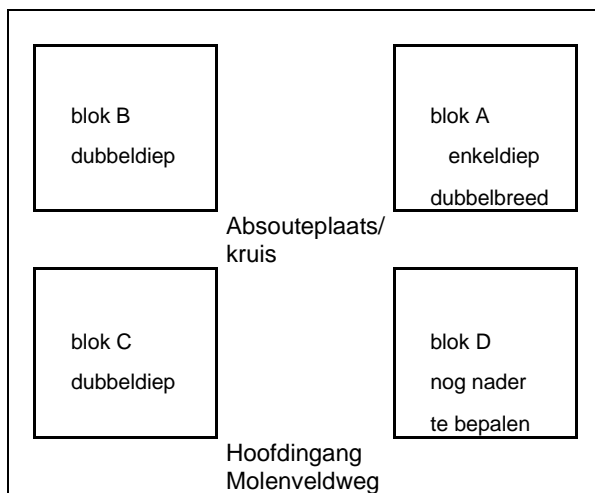 blok B
dubbeldiep
blok A
enkeldiep
dubbelbreed
Absouteplaats/
kruis
blok C
dubbeldiep
blok D
nog nader
te bepalen
Hoofdingang
Molenveldweg